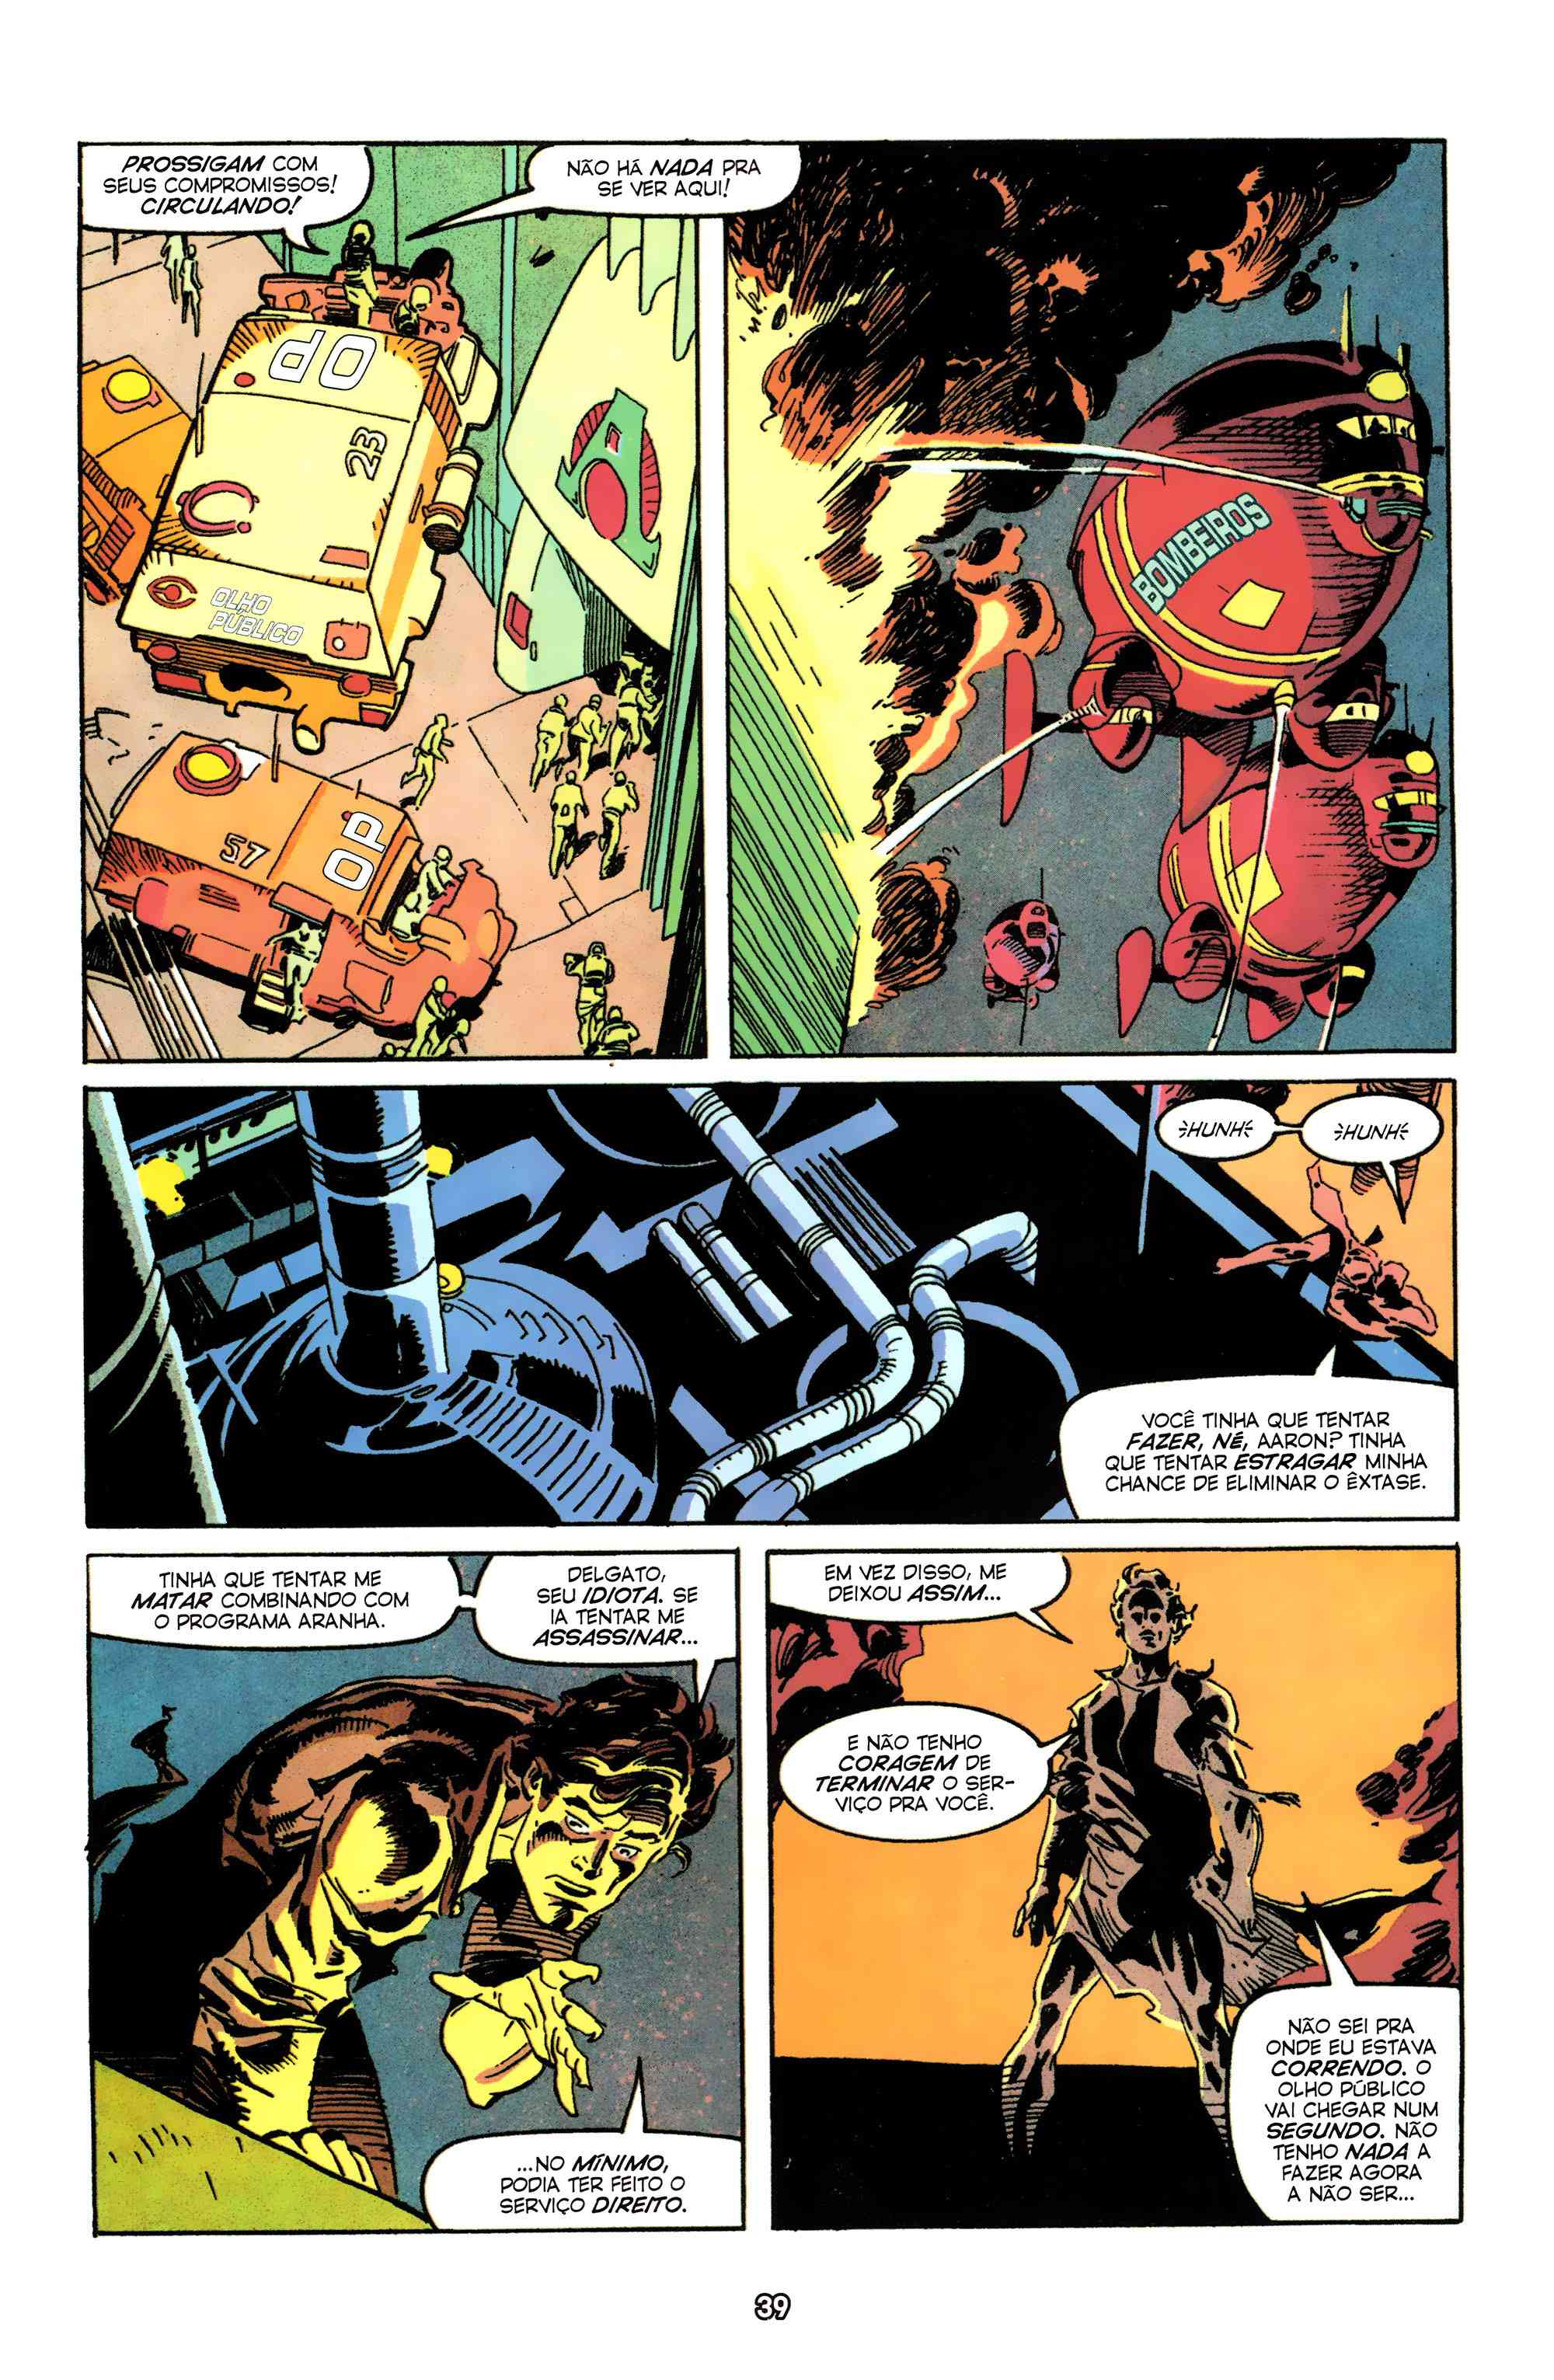 PROSSIGAM COM
SEUS COMPROMISSOS!
CIRCULANDO!
NÃO HÁ NADA PRA
SE VER AQUI!
OP
23
OLHO
PÚBLICO
57
OP
BOMBEIROS
HUNH
HUNH
VOCÊ TINHA QUE TENTAR
FAZER, NÉ, AARON? TINHA
QUE TENTAR ESTRAGAR MINHA
CHANCE DE ELIMINAR O ÊXTASE.
TINHA QUE TENTAR ME
MATAR COMBINANDO COM
O PROGRAMA ARANHA.
DELGATO,
SEU IDIOTA. SE
IA TENTAR ME
ASSASSINAR...
...NO MÍNIMO,
PODIA TER FEITO O
SERVIÇO DIREITO.
EM VEZ DISSO, ME
DEIXOU ASSIM...
E NÃO TENHO
CORAGEM DE
TERMINAR O SER-
VIÇO PRA VOCÊ.
NÃO SEI PRA
ONDE EU ESTAVA
CORRENDO. O
OLHO PÚBLICO
VAI CHEGAR NUM
SEGUNDO. NÃO
TENHO NADA A
FAZER AGORA
A NÃO SER...
39